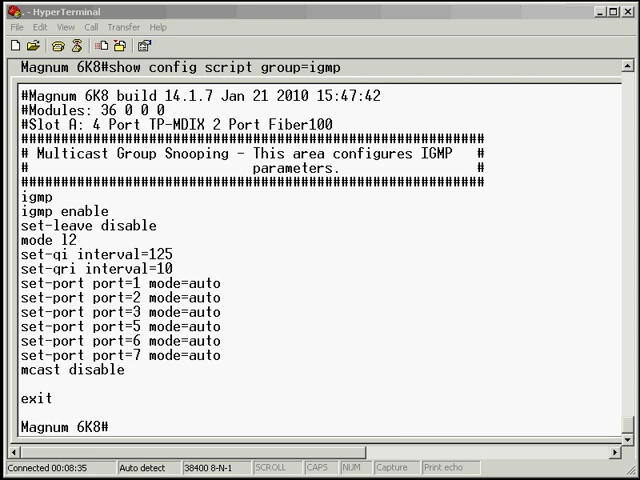 . - HyperTerminal
File Edit View Call Transfer Help
Magnum 6K8#show config script group=igmp
#Magnum 6K8 build 14.1.7 Jan 21 2010 15:47:42
#Modules: 36 0 0 0
#Slot A: 4 Port TP-MDIX 2 Port Fiber100
##########################################################
# Multicast Group Snooping - This area configures IGMP #
# parameters. #
##########################################################
igmp
igmp enable
set-leave disable
mode l2
set-qi interval=125
set-qri interval=10
set-port port=1 mode=auto
set-port port=2 mode=auto
set-port port=3 mode=auto
set-port port=5 mode=auto
set-port port=6 mode=auto
set-port port=7 mode=auto
mcast disable
exit
Magnum 6K8#
Connected 00:08:35 Auto detect 38400 8-N-1 SCROLL CAPS NUM Capture Print echo